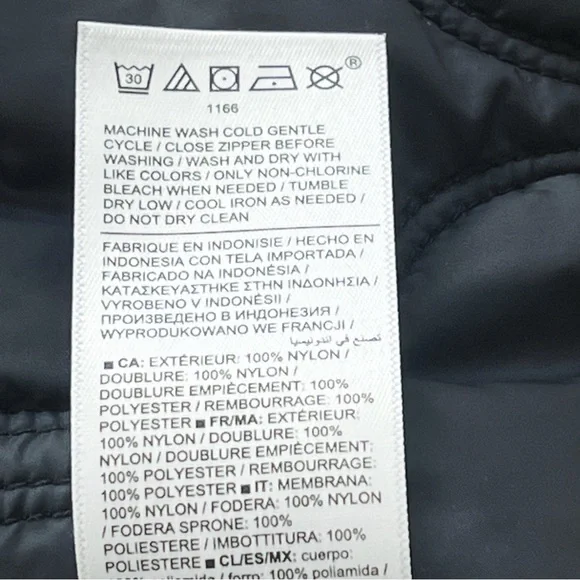 30 ®
1166
MACHINE WASH COLD GENTLE
CYCLE / CLOSE ZIPPER BEFORE
WASHING / WASH AND DRY WITH
LIKE COLORS / ONLY NON-CHLORINE
BLEACH WHEN NEEDED / TUMBLE
DRY LOW / COOL IRON AS NEEDED /
DO NOT DRY CLEAN
FABRIQUE EN INDONISIE / HECHO EN
INDONESIA CON TELA IMPORTADA /
FABRICADO NA INDONÉSIA /
ΚΑΤΑΣΚΕΥΑΣΤΗΚΕ ΣΤΗΝ ΙΝΔΟΝΗΣΙΑ /
VYROBENO V INDONÉSII /
ПРОИЗВЕДЕНО В ИНДОНЕЗИЯ /
WYPRODUKOWANO WE FRANCJI /
تصنع في اندونيسيا
■ CA: EXTÉRIEUR: 100% NYLON /
DOUBLURE: 100% NYLON /
DOUBLURE EMPIÈCEMENT: 100%
POLYESTER / REMBOURRAGE: 100%
POLYESTER ■ FR/MA: EXTÉRIEUR:
100% NYLON / DOUBLURE: 100%
NYLON / DOUBLURE EMPIÈCEMENT:
100% POLYESTER / REMBOURRAGE:
100% POLYESTER ■ IT: MEMBRANA:
100% NYLON / FODERA: 100% NYLON
/ FODERA SPRONE: 100%
POLIESTERE / IMBOTTITURA: 100%
POLIESTERE ■ CL/ES/MX: cuerpo:
100% poliamida / forro: 100% poliamida /